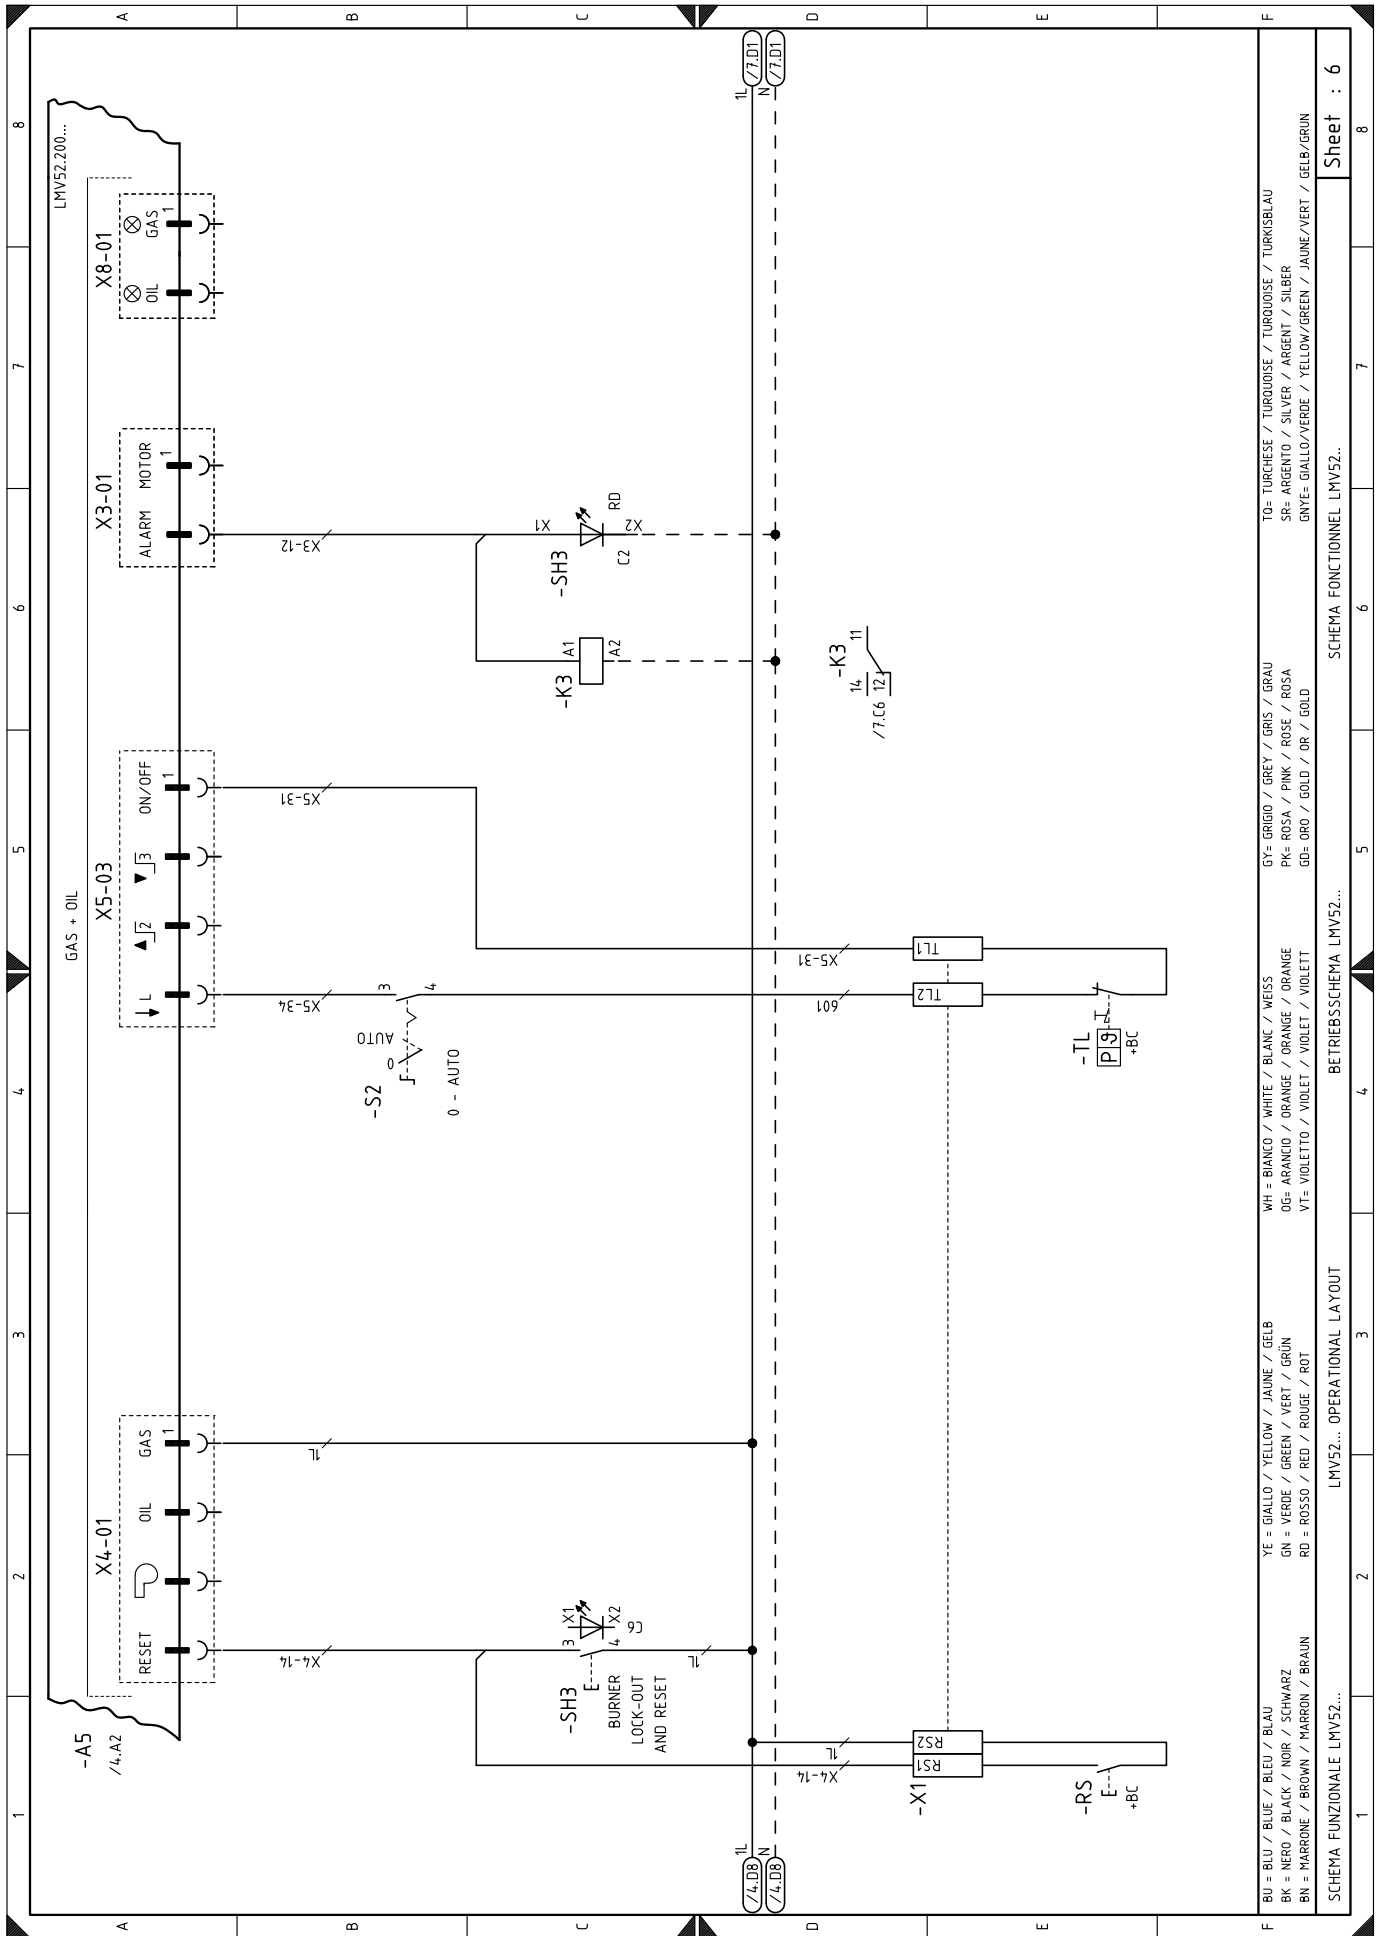 1 2 3 4 5 6 7 8
A A
B B
C C
D D
E E
F F
LMV52.200...
GAS + OIL
-A5
/4.A2
X4-01
RESET
OIL
GAS
1
X5-03
L
2
3
ON/OFF
1
X3-01
ALARM
MOTOR
1
X8-01
OIL
GAS
1
X4-14
1L
X5-34
X5-31
X3-12
-S2
0
AUTO
3
4
0 - AUTO
-SH3
3
4
X1
X2
C6
BURNER
LOCK-OUT
AND RESET
1L
-K3
A1
A2
-SH3
X1
X2
C2
RD
/4.D8
1L
/4.D8
N
1L
/7.D1
N
/7.D1
X4-14
1L
601
X5-31
-K3
14
11
/7.C6
12
-X1
RS1
RS2
TL2
TL1
-RS
+BC
-TL
P
+BC
BU = BLU / BLUE / BLEU / BLAU
BK = NERO / BLACK / NOIR / SCHWARZ
BN = MARRONE / BROWN / MARRON / BRAUN
YE = GIALLO / YELLOW / JAUNE / GELB
GN = VERDE / GREEN / VERT / GRÜN
RD = ROSSO / RED / ROUGE / ROT
WH = BIANCO / WHITE / BLANC / WEISS
OG= ARANCIO / ORANGE / ORANGE / ORANGE
VT= VIOLETTO / VIOLET / VIOLET / VIOLETT
GY= GRIGIO / GREY / GRIS / GRAU
PK= ROSA / PINK / ROSE / ROSA
GD= ORO / GOLD / OR / GOLD
TQ= TURCHESE / TURQUOISE / TURQUOISE / TURKISBLAU
SR= ARGENTO / SILVER / ARGENT / SILBER
GNYE= GIALLO/VERDE / YELLOW/GREEN / JAUNE/VERT / GELB/GRUN
SCHEMA FUNZIONALE LMV52...
LMV52... OPERATIONAL LAYOUT
BETRIEBSSCHEMA LMV52...
SCHEMA FONCTIONNEL LMV52..
Sheet : 6
1 2 3 4 5 6 7 8